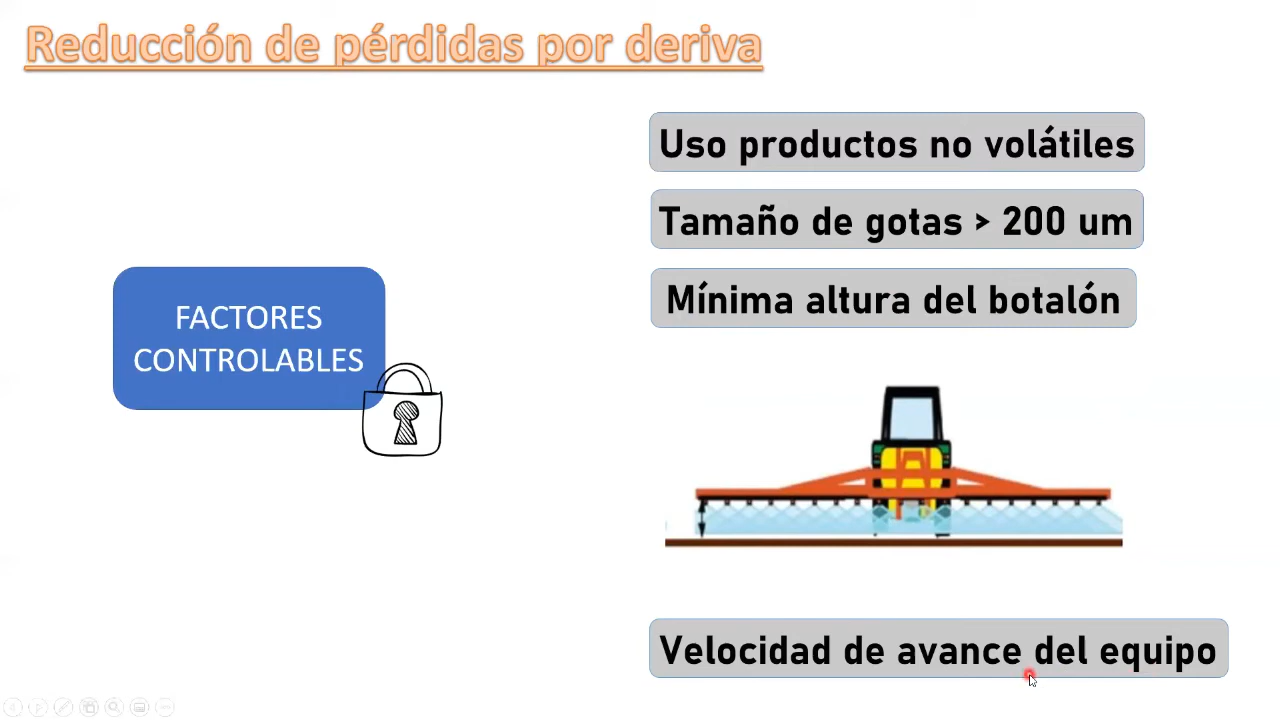 Reducción de pérdidas por deriva
Uso productos no volátiles
Tamaño de gotas > 200 um
Mínima altura del botalón
FACTORES
CONTROLABLES
Velocidad de avance del equipo